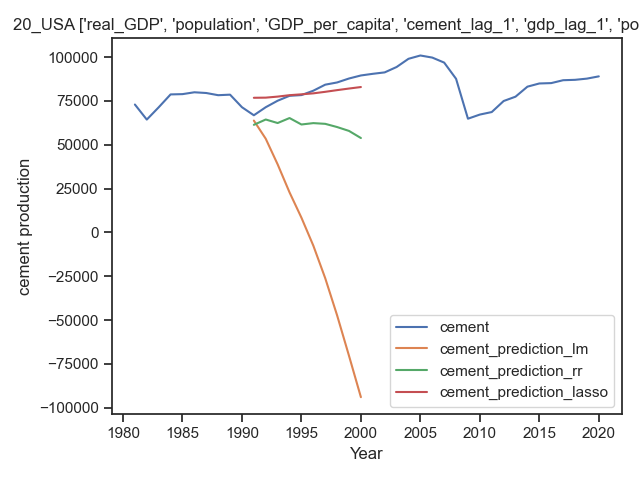 20_USA ['real_GDP', 'population', 'GDP_per_capita', 'cement_lag_1', 'gdp_lag_1', 'po
100000
75000
50000
25000
0
−25000
−50000
−75000
−100000
cement production
cement
cement_prediction_lm
cement_prediction_rr
cement_prediction_lasso
1980 1985 1990 1995 2000 2005 2010 2015 2020
Year